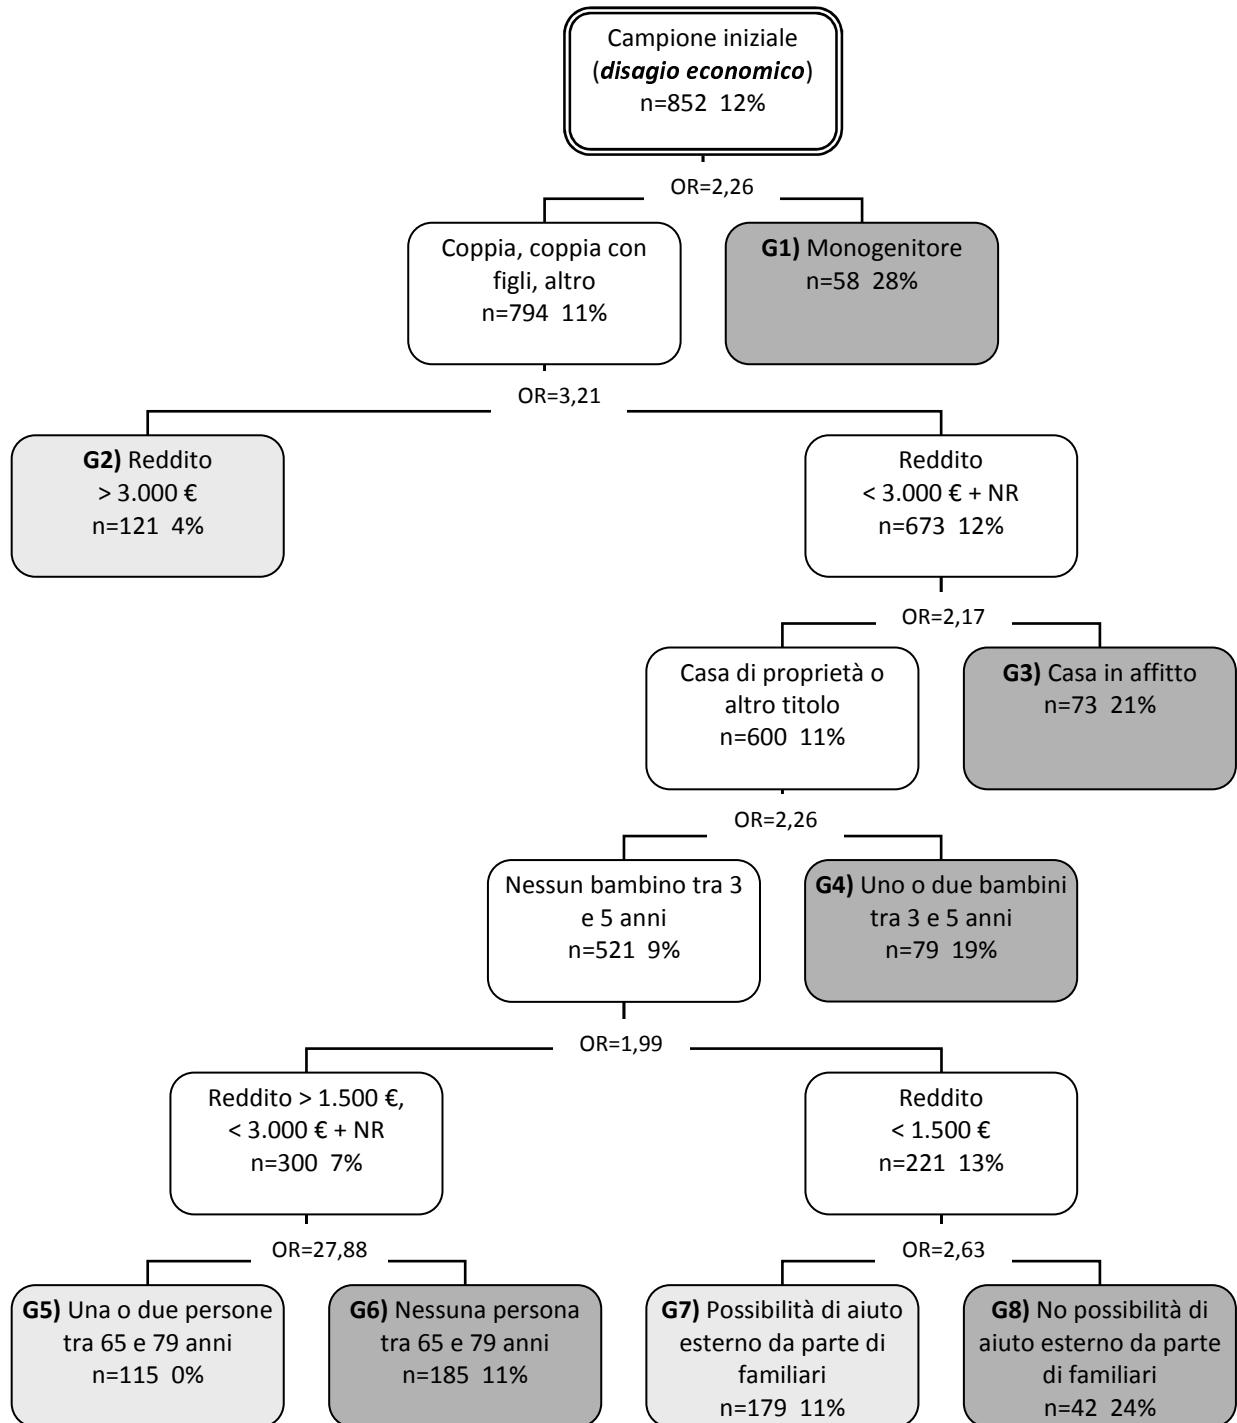 Campione iniziale
(disagio economico)
n=852 12%
OR=2,26
Coppia, coppia con
figli, altro
n=794 11%
G1) Monogenitore
n=58 28%
OR=3,21
G2) Reddito
> 3.000 €
n=121 4%
Reddito
< 3.000 € + NR
n=673 12%
OR=2,17
Casa di proprietà o
altro titolo
n=600 11%
G3) Casa in affitto
n=73 21%
OR=2,26
Nessun bambino tra 3
e 5 anni
n=521 9%
G4) Uno o due bambini
tra 3 e 5 anni
n=79 19%
OR=1,99
Reddito > 1.500 €,
< 3.000 € + NR
n=300 7%
Reddito
< 1.500 €
n=221 13%
OR=27,88
OR=2,63
G5) Una o due persone
tra 65 e 79 anni
n=115 0%
G6) Nessuna persona
tra 65 e 79 anni
n=185 11%
G7) Possibilità di aiuto
esterno da parte di
familiari
n=179 11%
G8) No possibilità di
aiuto esterno da parte
di familiari
n=42 24%